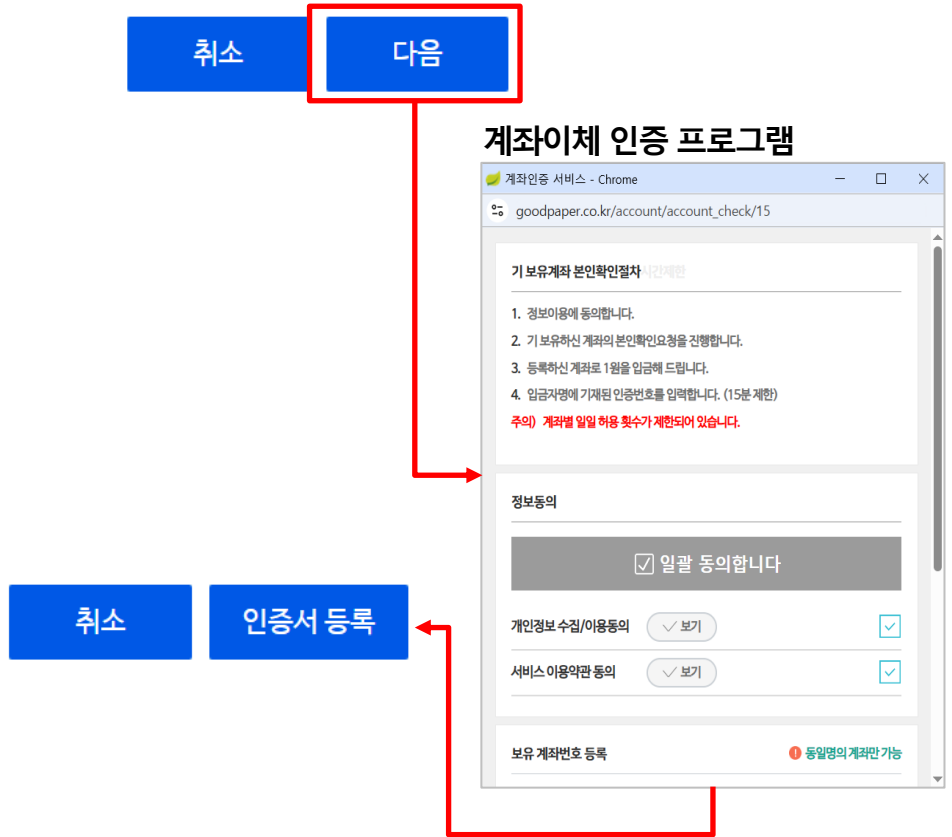 취소
다음
계좌이체 인증 프로그램
계좌인증 서비스 - Chrome
goodpaper.co.kr/account/account_check/15
기 보유계좌 본인확인절차 시간제한
1. 정보이용에 동의합니다.
2. 기 보유하신 계좌의 본인확인요청을 진행합니다.
3. 등록하신 계좌로 1원을 입금해 드립니다.
4. 입금자명에 기재된 인증번호를 입력합니다. (15분 제한)
주의) 계좌별 일일 허용 횟수가 제한되어 있습니다.
정보동의
일괄 동의합니다
개인정보 수집/이용동의 보기
서비스 이용약관 동의 보기
취소
인증서 등록
보유 계좌번호 등록
동일명의 계좌만 가능